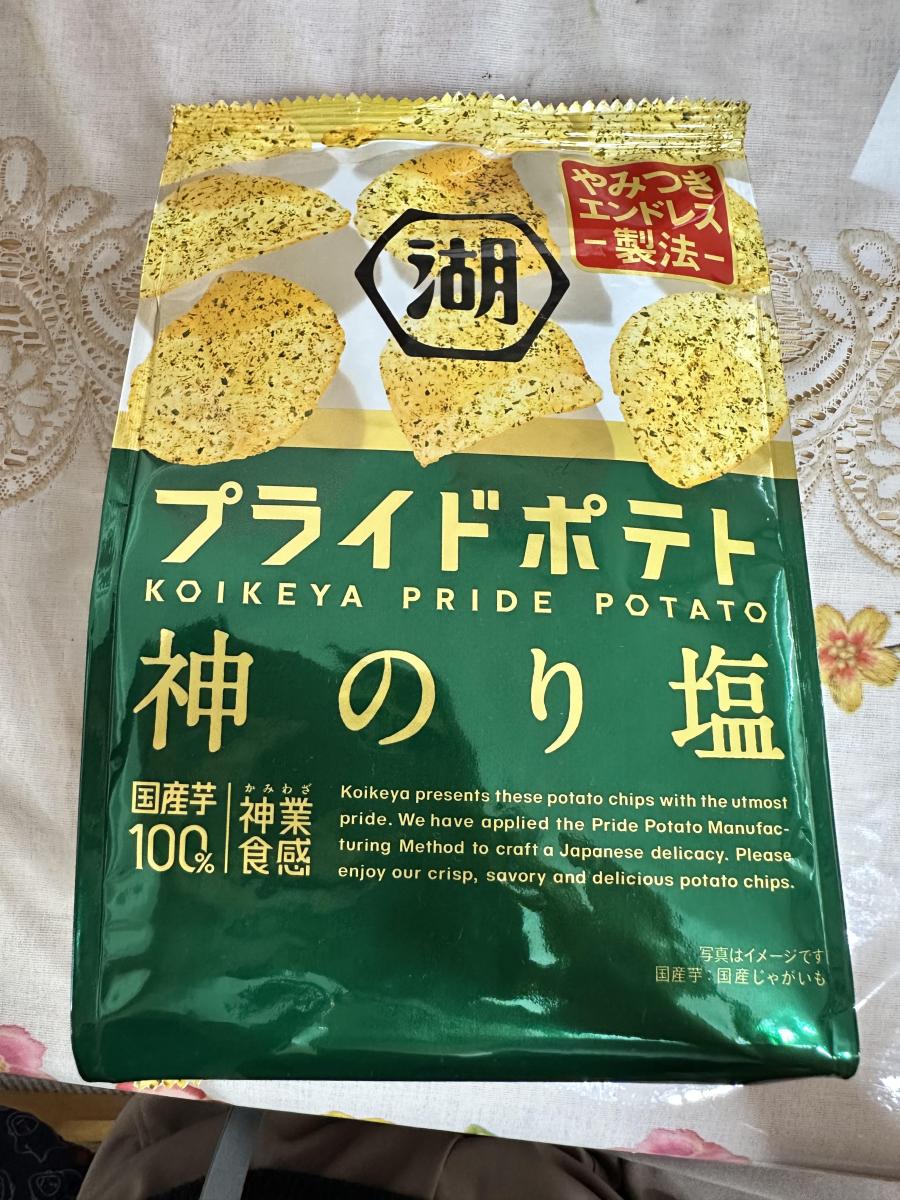 やみつき
エンドレス
ー製法ー
湖
プライドポテト
KOIKEYA PRIDE POTATO
神のり塩
国産芋
100%
かみわざ
神業
食感
Koikeya presents these potato chips with the utmost
pride. We have applied the Pride Potato Manufac-
turing Method to craft a Japanese delicacy. Please
enjoy our crisp, savory and delicious potato chips.
写真はイメージです
国産芋：国産じゃがいも